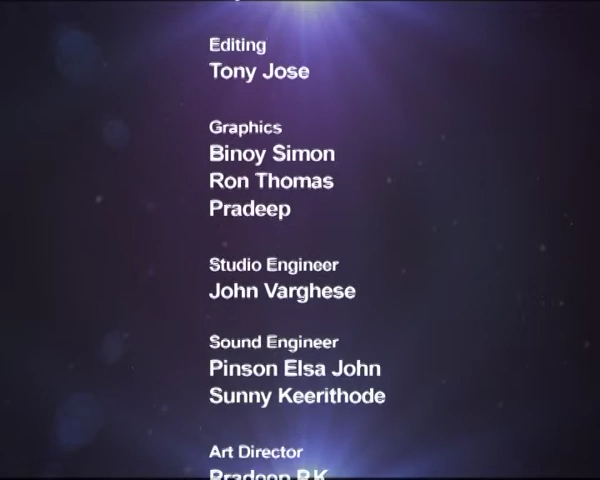 Editing
Tony Jose
Graphics
Binoy Simon
Ron Thomas
Pradeep
Studio Engineer
John Varghese
Sound Engineer
Pinson Elsa John
Sunny Keerithode
Art Director
Pradeep P.K